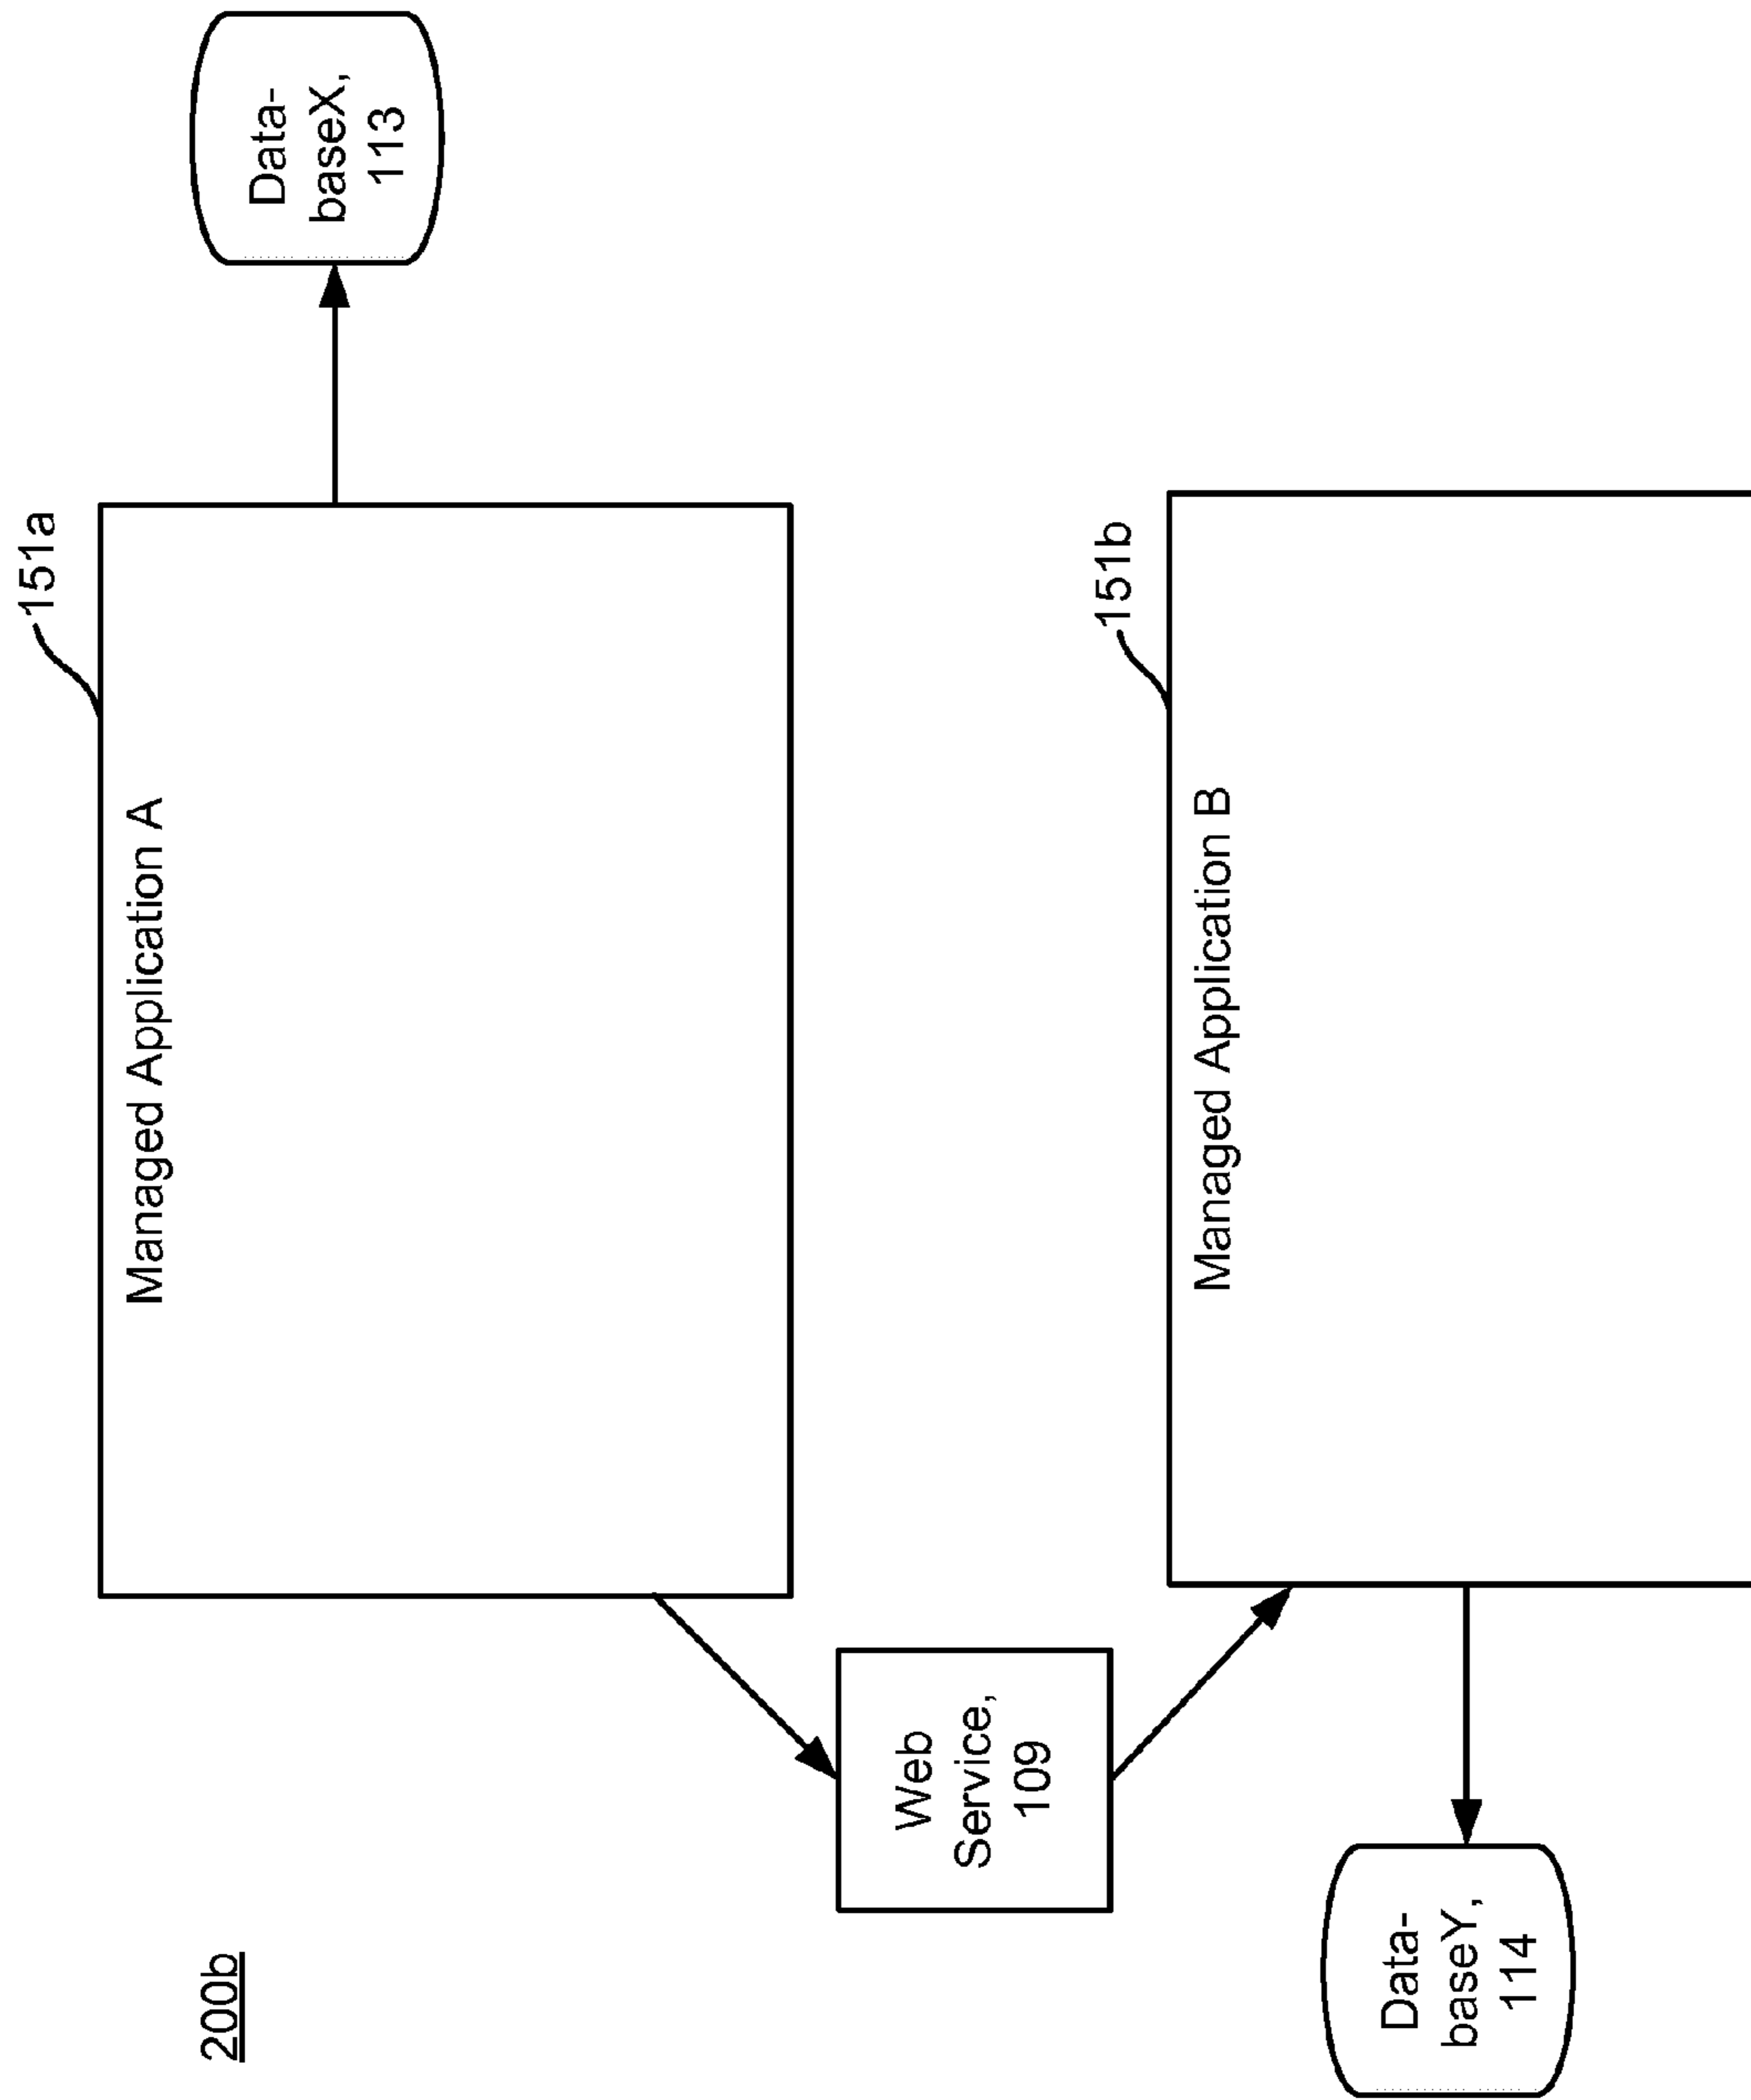 200b
151a
Managed Application A
Data-
baseX,
113
Web
Service,
109
151b
Managed Application B
Data-
baseY,
114